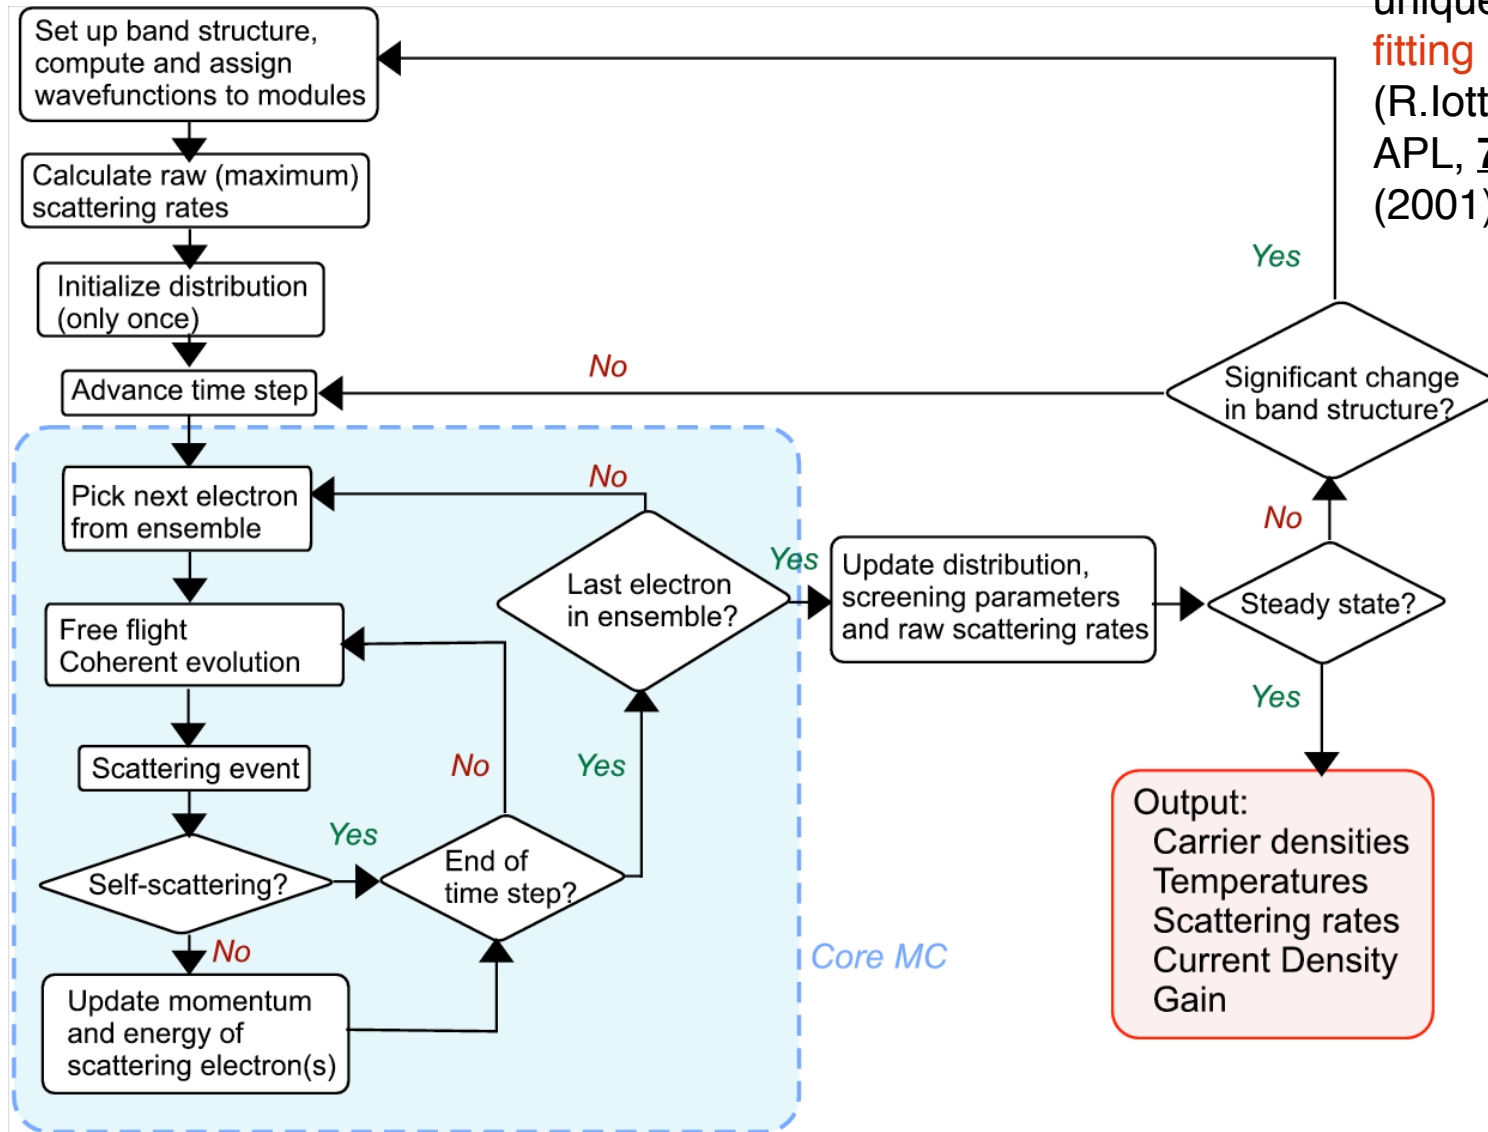 Set up band structure,
compute and assign
wavefunctions to modules
Calculate raw (maximum)
scattering rates
Initialize distribution
(only once)
Advance time step
No
Yes
Significant change
in band structure?
Pick next electron
from ensemble
No
Free flight
Coherent evolution
Last electron
in ensemble?
Yes
Update distribution,
screening parameters
and raw scattering rates
Steady state?
No
Yes
Scattering event
No
Yes
Self-scattering?
Yes
End of
time step?
No
Update momentum
and energy of
scattering electron(s)
Core MC
Output:
Carrier densities
Temperatures
Scattering rates
Current Density
Gain
fitting
APL,
(2001)